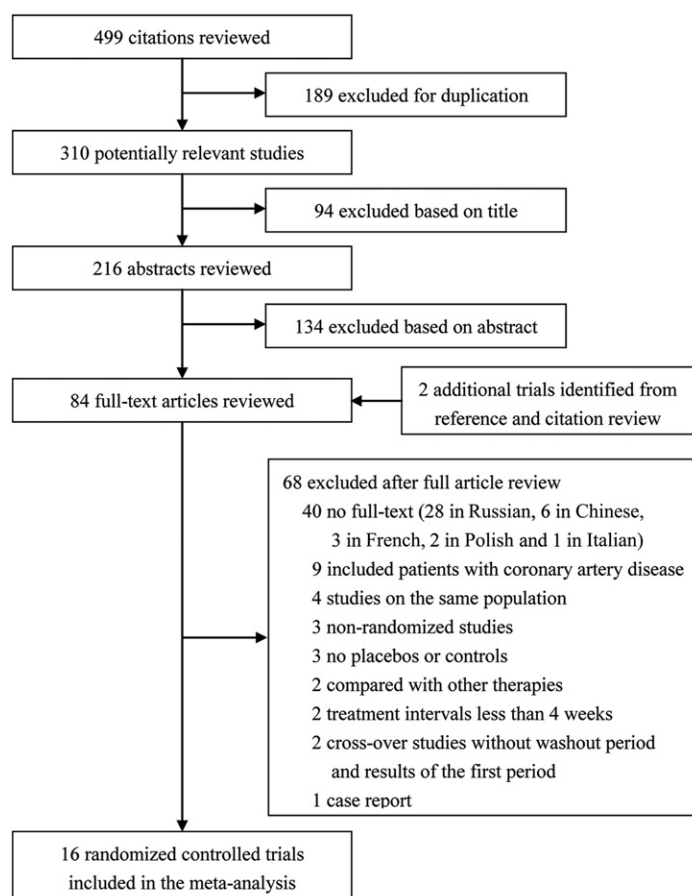 499 citations reviewed
189 excluded for duplication
310 potentially relevant studies
94 excluded based on title
216 abstracts reviewed
134 excluded based on abstract
84 full-text articles reviewed
2 additional trials identified from
reference and citation review
68 excluded after full article review
40 no full-text (28 in Russian, 6 in Chinese,
3 in French, 2 in Polish and 1 in Italian)
9 included patients with coronary artery disease
4 studies on the same population
3 non-randomized studies
3 no placebos or controls
2 compared with other therapies
2 treatment intervals less than 4 weeks
2 cross-over studies without washout period
and results of the first period
1 case report
16 randomized controlled trials
included in the meta-analysis